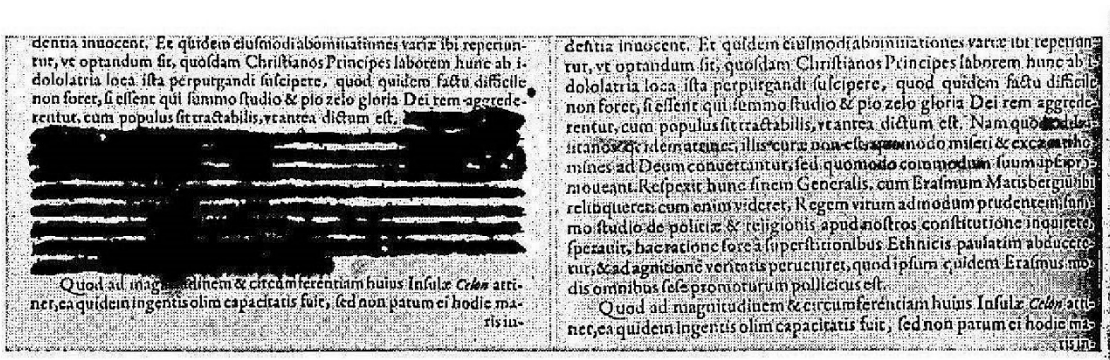 dentia inuocent. Et quidem eiuſmodi abominationes variæ ibi reperiun-
tur, vt optandum ſit, quoſdam Chriſtianos Principes laborem hunc ab i-
dololatria loca iſta perpurgandi ſuſcipere, quod quidem factu difficile
non foret, ſi eſſent qui ſummo ſtudio & pio zelo gloria Dei rem aggrede-
rentur, cum populus ſit tractabilis, vt antea dictum eſt.
Quod ad circumferentiam huius Inſulæ Celon atti-
net, ea quidem ingentis olim capacitatis fuit, ſed non parum ei hodie ma-
ris in-
dentia inuocent. Et quidem eiuſmodi abominationes variæ ibi reperiun-
tur, vt optandum ſit, quoſdam Chriſtianos Principes laborem hunc ab i-
dololatria loca iſta perpurgandi ſuſcipere, quod quidem factu difficile
non foret, ſi eſſent qui ſummo ſtudio & pio zelo gloria Dei rem aggrede-
rentur, cum populus ſit tractabilis, vt antea dictum eſt. Nam
illis curæ non eſt, quomodo miſeri &
mines ad Deum conuertantur, ſed quomodo commodum ſuum
moueant. Reſpexit hunc finem Generalis, cum Eraſmum Matisbergium ibi
relinqueret: cum enim videret, Regem virum admodum prudentem, ſum-
mo ſtudio de politiæ & religionis apud noſtros conſtitutione inquirere,
ſperauit, hac ratione fore à ſuperſtitionibus Ethnicis paulatim abducere-
tur, & ad agnitionē veritatis perueniret, quod ipſum quidem Eraſmus mo-
dis omnibus ſeſe promoturum pollicitus eſt.
Quod ad magnitudinem & circumferentiam huius Inſulæ Celon atti-
net, ea quidem ingentis olim capacitatis fuit, ſed non parum ei hodie ma-
ris in-